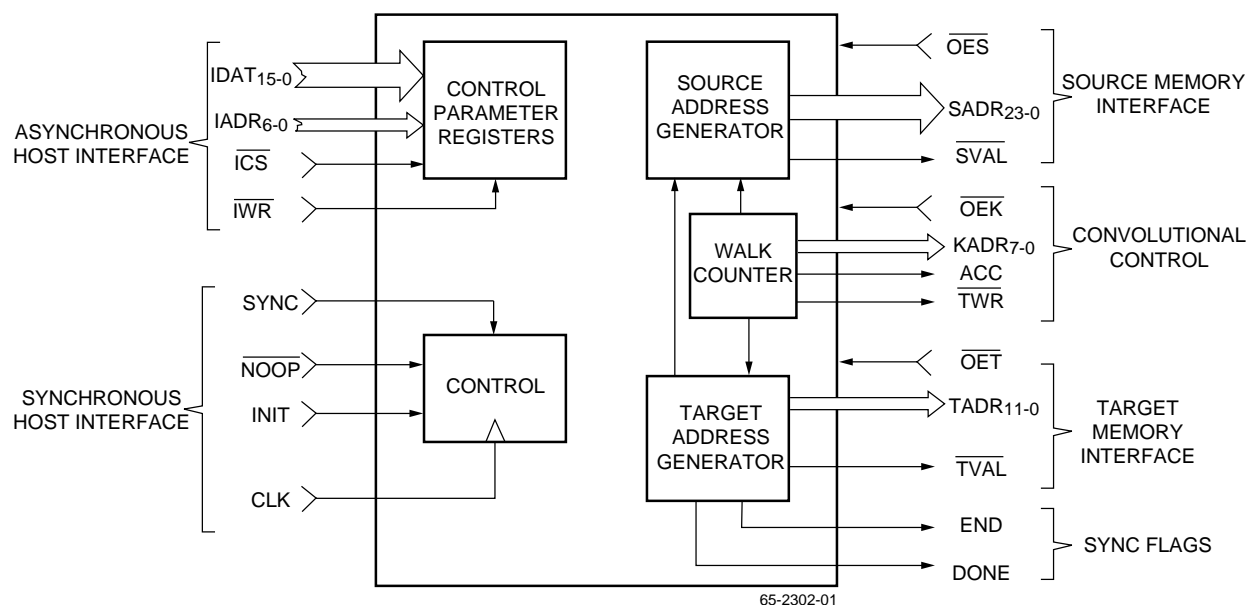 ASYNCHRONOUS
HOST INTERFACE
IDAT15-0
IADR6-0
ICS
IWR
CONTROL
PARAMETER
REGISTERS
SYNCHRONOUS
HOST INTERFACE
SYNC
NOOP
INIT
CLK
CONTROL
SOURCE
ADDRESS
GENERATOR
WALK
COUNTER
TARGET
ADDRESS
GENERATOR
OES
SADR23-0
SVAL
SOURCE MEMORY
INTERFACE
OEK
KADR7-0
ACC
TWR
CONVOLUTIONAL
CONTROL
OET
TADR11-0
TVAL
TARGET
MEMORY
INTERFACE
END
DONE
SYNC FLAGS
65-2302-01